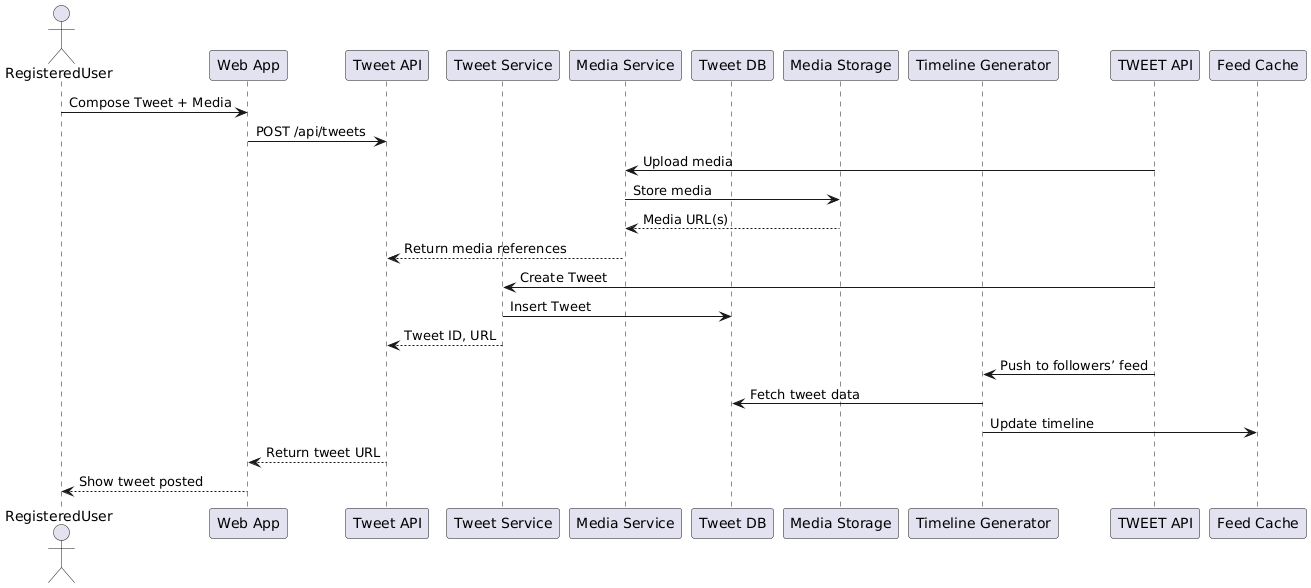 RegisteredUser
Web App
Tweet API
Tweet Service
Media Service
Tweet DB
Media Storage
Timeline Generator
TWEET API
Feed Cache
Compose Tweet + Media
POST /api/tweets
Upload media
Store media
Media URL(s)
Return media references
Create Tweet
Insert Tweet
Tweet ID, URL
Push to followers’ feed
Fetch tweet data
Update timeline
Return tweet URL
Show tweet posted
RegisteredUser
Web App
Tweet API
Tweet Service
Media Service
Tweet DB
Media Storage
Timeline Generator
TWEET API
Feed Cache